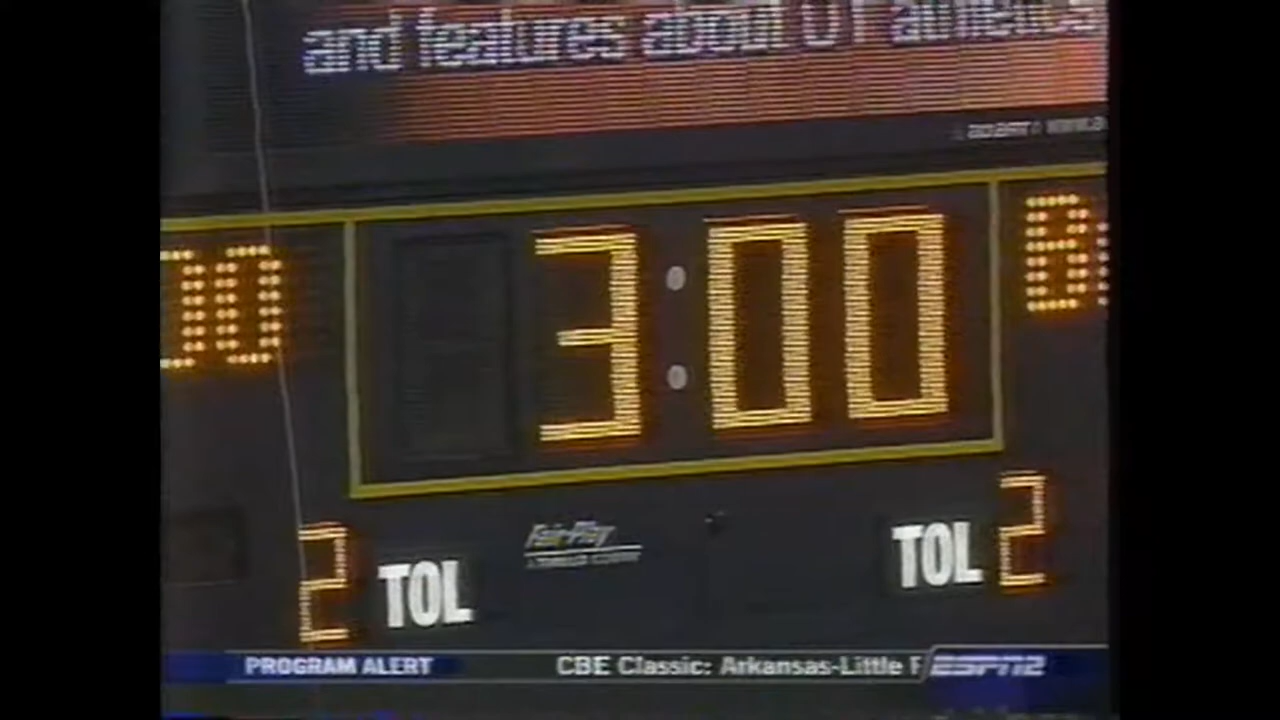 and features about UT athletics
3:00
2 TOL
Fair-Play
TOL 2
PROGRAM ALERT CBE Classic: Arkansas-Little ESPN2